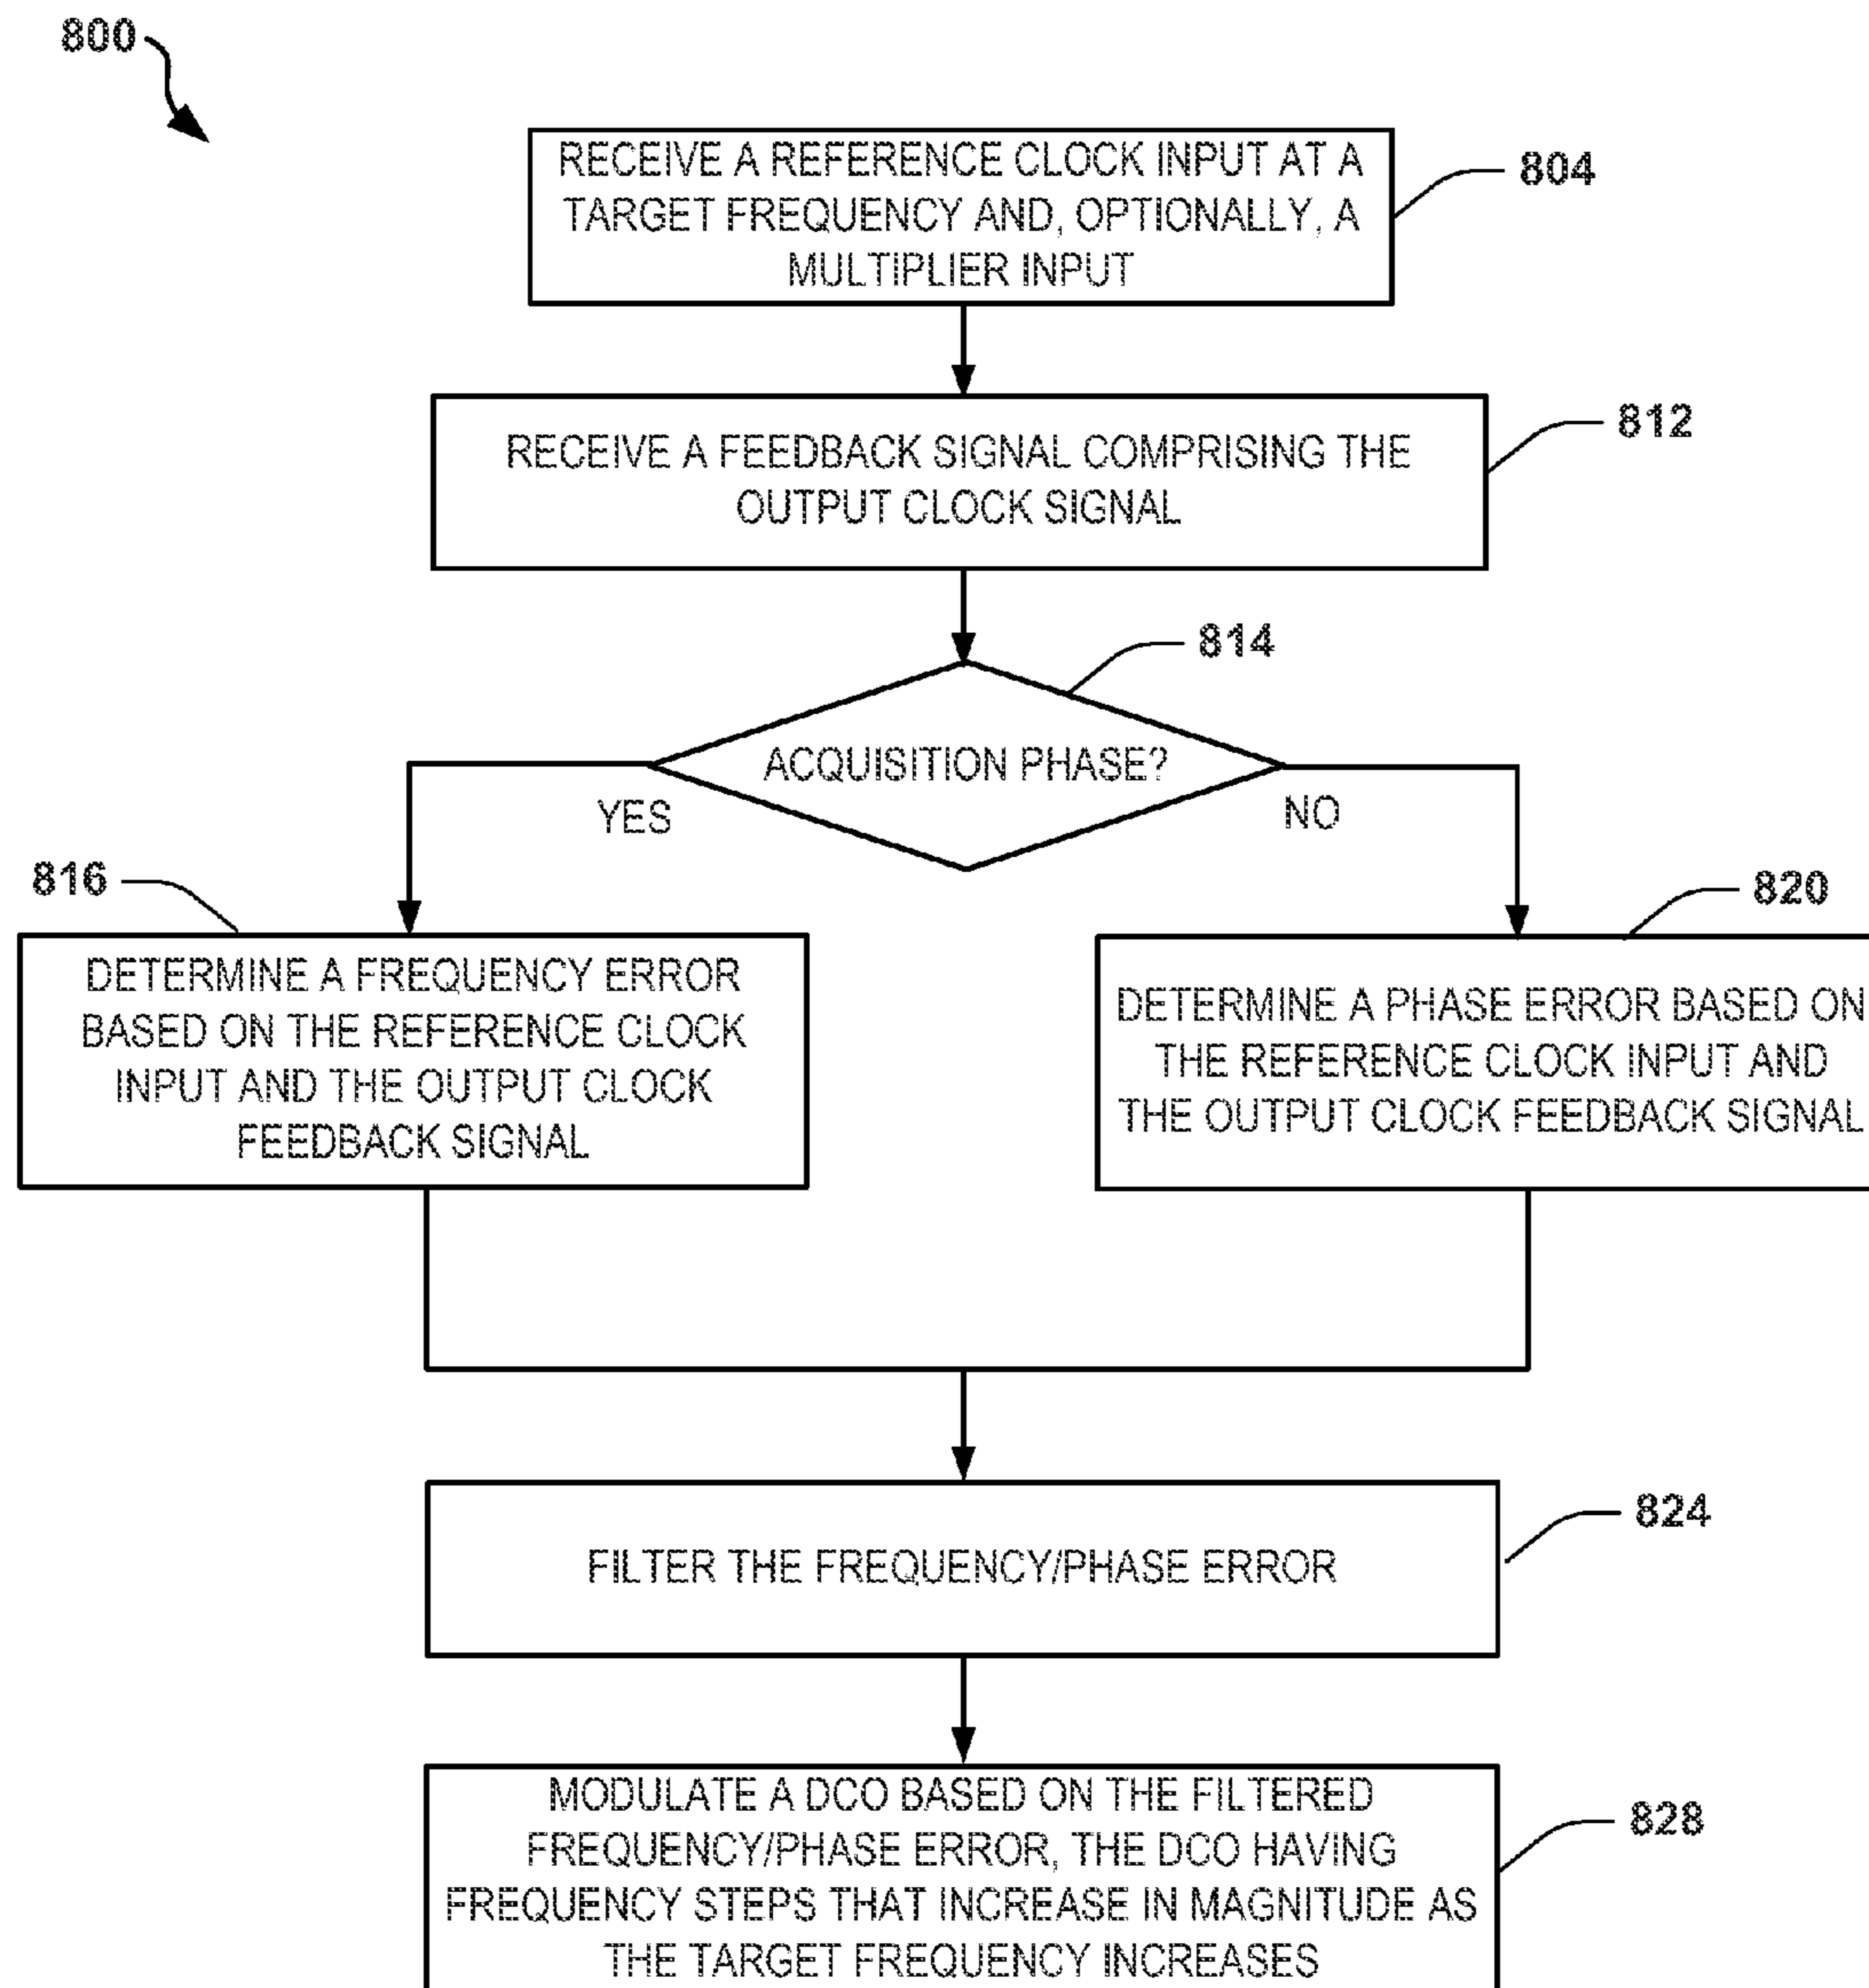 800
RECEIVE A REFERENCE CLOCK INPUT AT A
TARGET FREQUENCY AND, OPTIONALLY, A
MULTIPLIER INPUT
804
RECEIVE A FEEDBACK SIGNAL COMPRISING THE
OUTPUT CLOCK SIGNAL
812
814
ACQUISITION PHASE?
YES
NO
816
DETERMINE A FREQUENCY ERROR
BASED ON THE REFERENCE CLOCK
INPUT AND THE OUTPUT CLOCK
FEEDBACK SIGNAL
820
DETERMINE A PHASE ERROR BASED ON
THE REFERENCE CLOCK INPUT AND
THE OUTPUT CLOCK FEEDBACK SIGNAL
FILTER THE FREQUENCY/PHASE ERROR
824
MODULATE A DCO BASED ON THE FILTERED
FREQUENCY/PHASE ERROR, THE DCO HAVING
FREQUENCY STEPS THAT INCREASE IN MAGNITUDE AS
THE TARGET FREQUENCY INCREASES
828